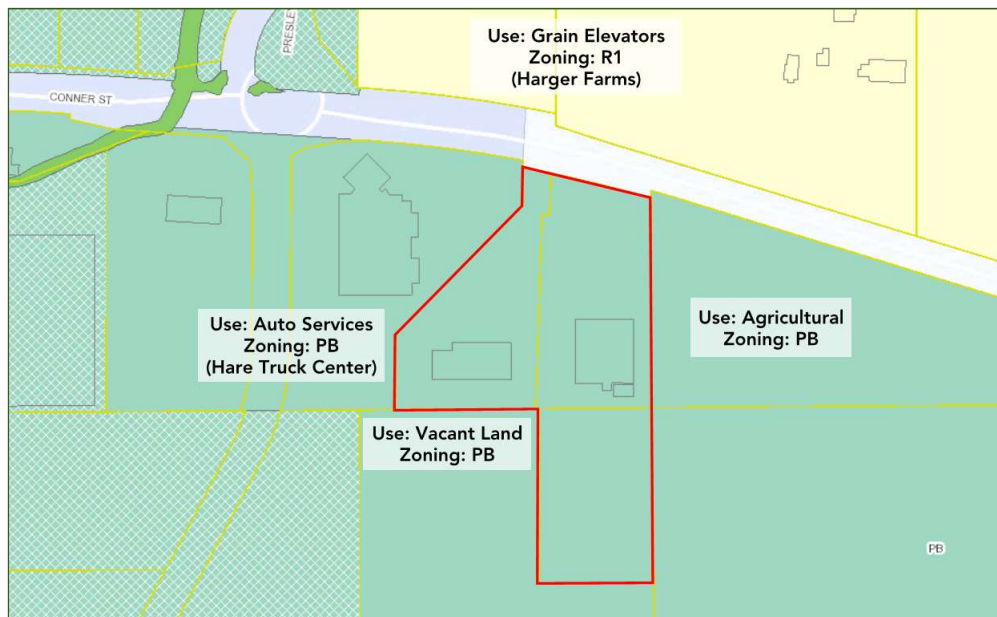 PRESLEY
Use: Grain Elevators
Zoning: R1
(Harger Farms)
CONNER ST
Use: Auto Services
Zoning: PB
(Hare Truck Center)
Use: Agricultural
Zoning: PB
Use: Vacant Land
Zoning: PB
PB